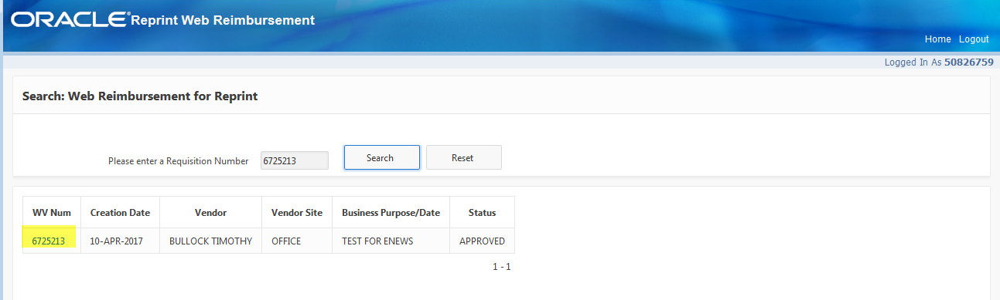 ORACLE® Reprint Web Reimbursement
Home Logout
Logged In As 50826759
Search: Web Reimbursement for Reprint
Please enter a Requisition Number 6725213 Search Reset
WV Num Creation Date Vendor Vendor Site Business Purpose/Date Status
6725213 10-APR-2017 BULLOCK TIMOTHY OFFICE TEST FOR ENEWS APPROVED
1 - 1